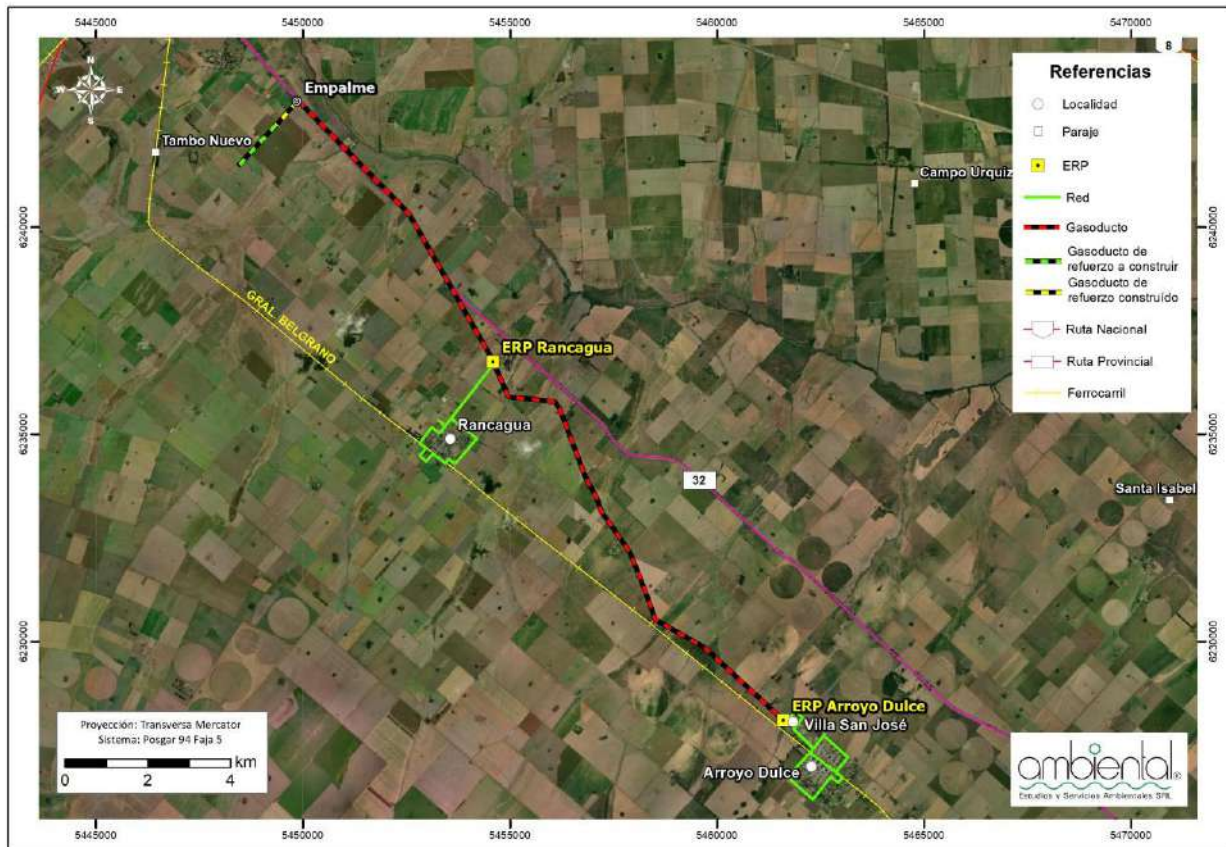 5445000
5450000
5455000
5460000
5465000
5470000
8
N
W E
S
Empalme
Tambo Nuevo
Campo Urquiz
6240000
6240000
GRAL. BELGRANO
ERP Rancagua
Rancagua
6235000
6235000
32
Santa Isabel
6230000
6230000
ERP Arroyo Dulce
Villa San José
Arroyo Dulce
Referencias
Localidad
Paraje
ERP
Red
Gasoducto
Gasoducto de
refuerzo a construir
Gasoducto de
refuerzo construído
Ruta Nacional
Ruta Provincial
Ferrocarril
Proyección: Transversa Mercator
Sistema: Posgar 94 Faja 5
0 2 4 km
ambiental®
Estudios y Servicios Ambientales SRL
5445000
5450000
5455000
5460000
5465000
5470000